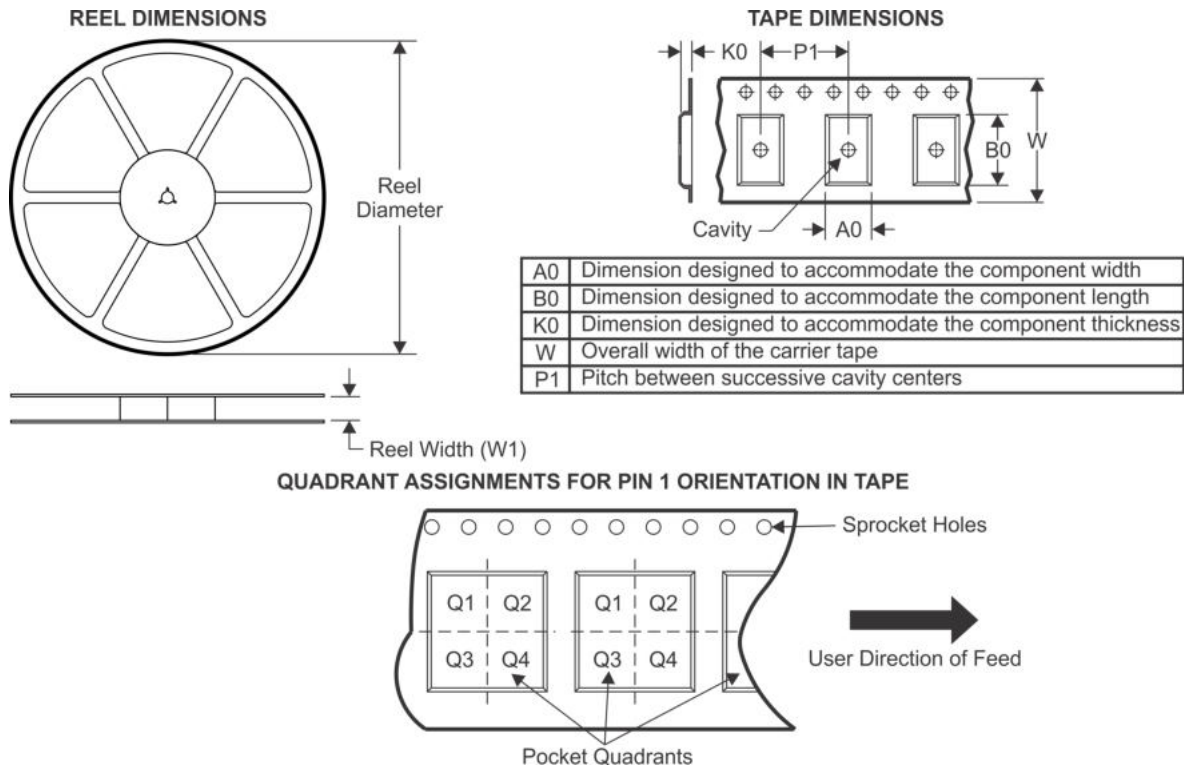 REEL DIMENSIONS
Reel
Diameter
Reel Width (W1)
TAPE DIMENSIONS
K0
P1
W
B0
Cavity
A0
A0 Dimension designed to accommodate the component width
B0 Dimension designed to accommodate the component length
K0 Dimension designed to accommodate the component thickness
W Overall width of the carrier tape
P1 Pitch between successive cavity centers
QUADRANT ASSIGNMENTS FOR PIN 1 ORIENTATION IN TAPE
Sprocket Holes
Q1 Q2 Q1 Q2
Q3 Q4 Q3 Q4
User Direction of Feed
Pocket Quadrants